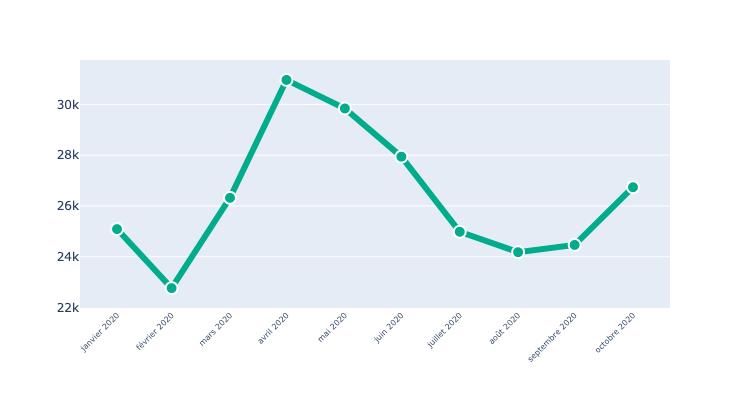 30k
28k
26k
24k
22k
janvier 2020
février 2020
mars 2020
avril 2020
mai 2020
juin 2020
juillet 2020
août 2020
septembre 2020
octobre 2020